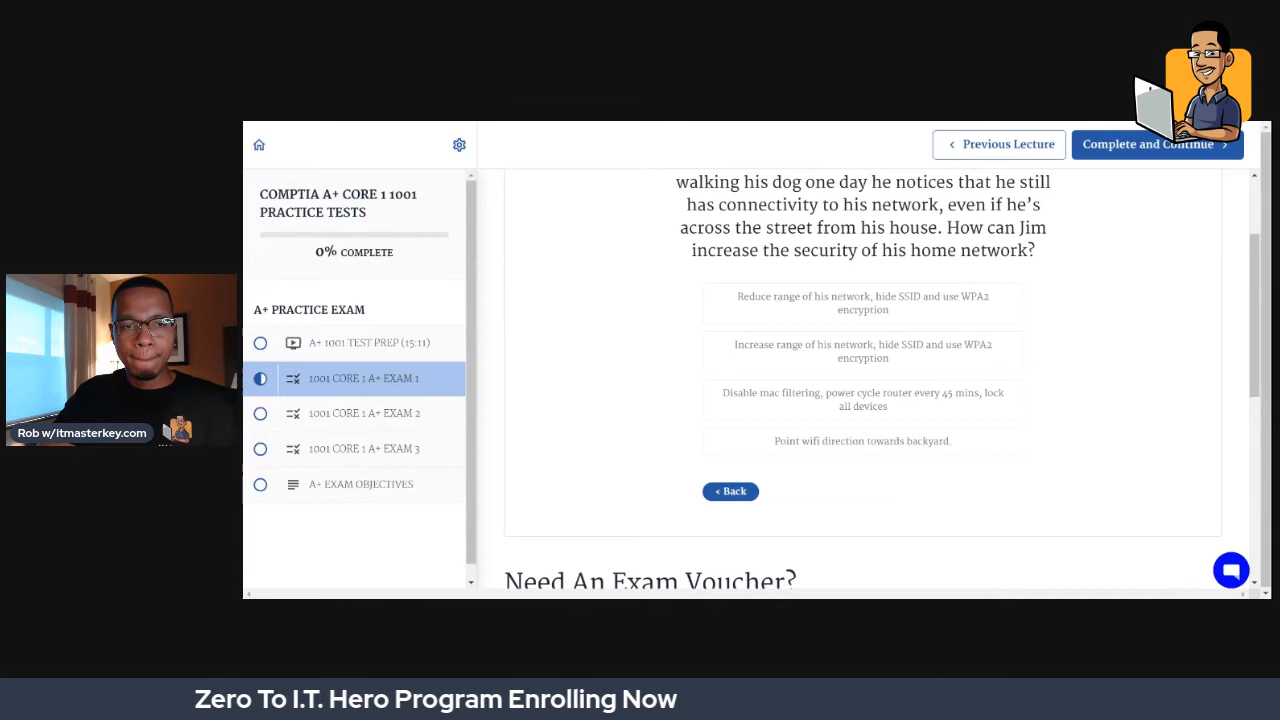 Previous Lecture
Complete and Continue
COMPTIA A+ CORE 1 1001
PRACTICE TESTS
0% COMPLETE
A+ PRACTICE EXAM
A+ 1001 TEST PREP (15:11)
1001 CORE 1 A+ EXAM 1
1001 CORE 1 A+ EXAM 2
1001 CORE 1 A+ EXAM 3
A+ EXAM OBJECTIVES
walking his dog one day he notices that he still
has connectivity to his network, even if he's
across the street from his house. How can Jim
increase the security of his home network?
Reduce range of his network, hide SSID and use WPA2
encryption
Increase range of his network, hide SSID and use WPA2
encryption
Disable mac filtering, power cycle router every 45 mins, lock
all devices
Point wifi direction towards backyard.
< Back
Need An Exam Voucher?
Rob w/itmasterkey.com
Zero To I.T. Hero Program Enrolling Now